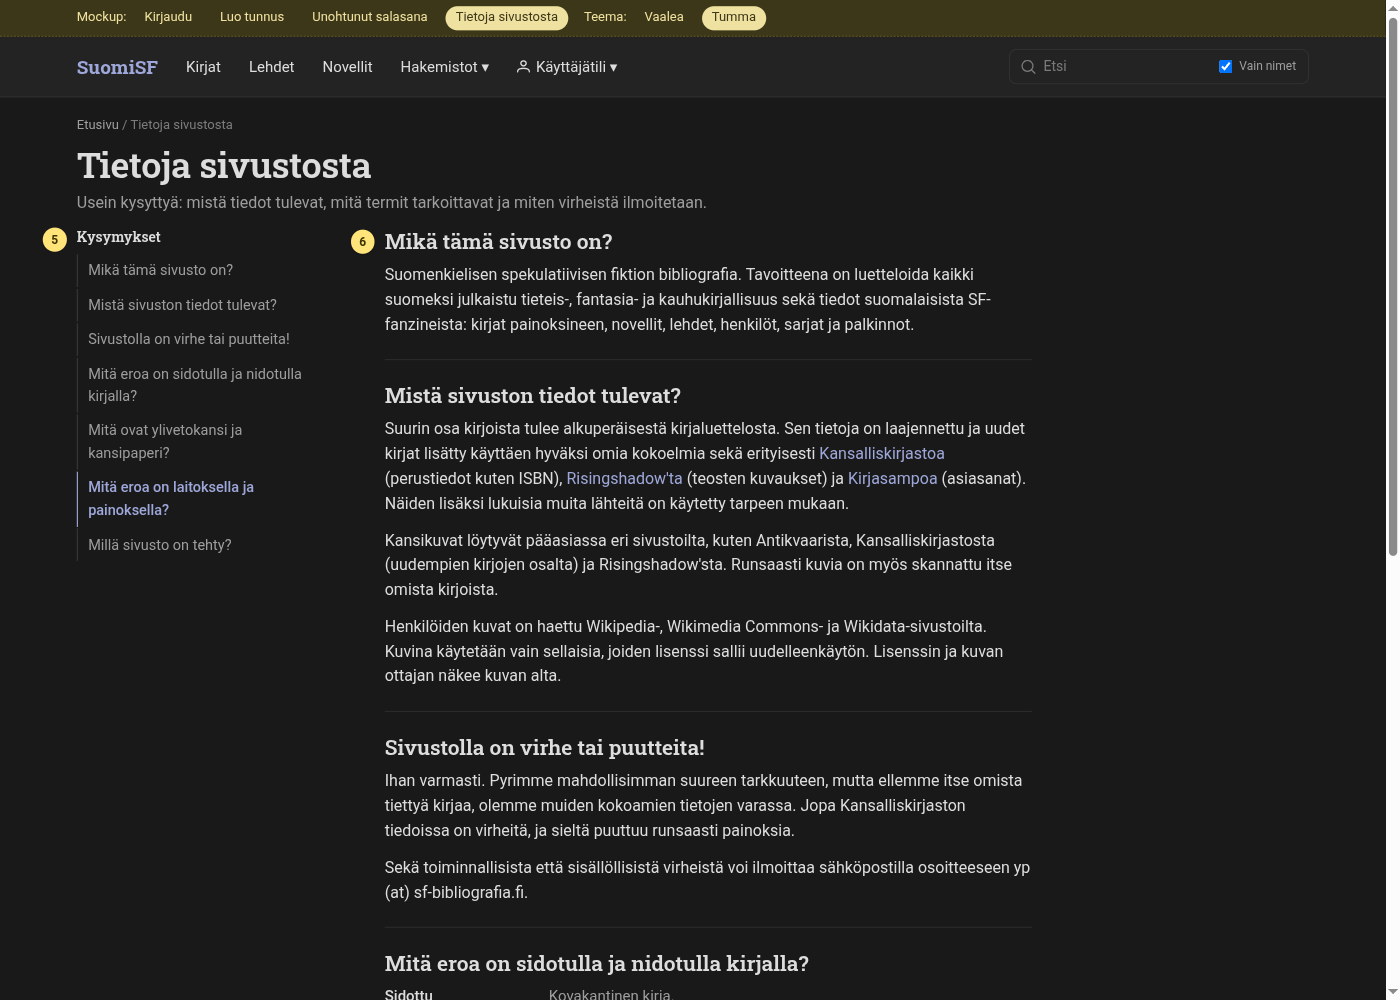 Mockup: Kirjaudu Luo tunnus Unohtunut salasana Tietoja sivustosta Teema: Vaalea Tumma
SuomiSF Kirjat Lehdet Novellit Hakemistot ▾ Käyttäjätili ▾ Etsi Vain nimet
Etusivu / Tietoja sivustosta
Tietoja sivustosta
Usein kysyttyä: mistä tiedot tulevat, mitä termit tarkoittavat ja miten virheistä ilmoitetaan.
5 Kysymykset
Mikä tämä sivusto on?
Mistä sivuston tiedot tulevat?
Sivustolla on virhe tai puutteita!
Mitä eroa on sidotulla ja nidotulla
kirjalla?
Mitä ovat ylivetokansi ja
kansipaperi?
Mitä eroa on laitoksella ja
painoksella?
Millä sivusto on tehty?
6 Mikä tämä sivusto on?
Suomenkielisen spekulatiivisen fiktion bibliografia. Tavoitteena on luetteloida kaikki
suomeksi julkaistu tieteis-, fantasia- ja kauhukirjallisuus sekä tiedot suomalaisista SF-
fanzineista: kirjat painoksineen, novellit, lehdet, henkilöt, sarjat ja palkinnot.
Mistä sivuston tiedot tulevat?
Suurin osa kirjoista tulee alkuperäisestä kirjaluettelosta. Sen tietoja on laajennettu ja uudet
kirjat lisätty käyttäen hyväksi omia kokoelmia sekä erityisesti Kansalliskirjastoa
(perustiedot kuten ISBN), Risingshadow'ta (teosten kuvaukset) ja Kirjasampoa (asiasanat).
Näiden lisäksi lukuisia muita lähteitä on käytetty tarpeen mukaan.
Kansikuvat löytyvät pääasiassa eri sivustoilta, kuten Antikvaarista, Kansalliskirjastosta
(uudempien kirjojen osalta) ja Risingshadow'sta. Runsaasti kuvia on myös skannattu itse
omista kirjoista.
Henkilöiden kuvat on haettu Wikipedia-, Wikimedia Commons- ja Wikidata-sivustoilta.
Kuvina käytetään vain sellaisia, joiden lisenssi sallii uudelleenkäytön. Lisenssin ja kuvan
ottajan näkee kuvan alta.
Sivustolla on virhe tai puutteita!
Ihan varmasti. Pyrimme mahdollisimman suureen tarkkuuteen, mutta ellemme itse omista
tiettyä kirjaa, olemme muiden kokoamien tietojen varassa. Jopa Kansalliskirjaston
tiedoissa on virheitä, ja sieltä puuttuu runsaasti painoksia.
Sekä toiminnallisista että sisällöllisistä virheistä voi ilmoittaa sähköpostilla osoitteeseen yp
(at) sf-bibliografia.fi.
Mitä eroa on sidotulla ja nidotulla kirjalla?
Sidottu Kovakantinen kirja.